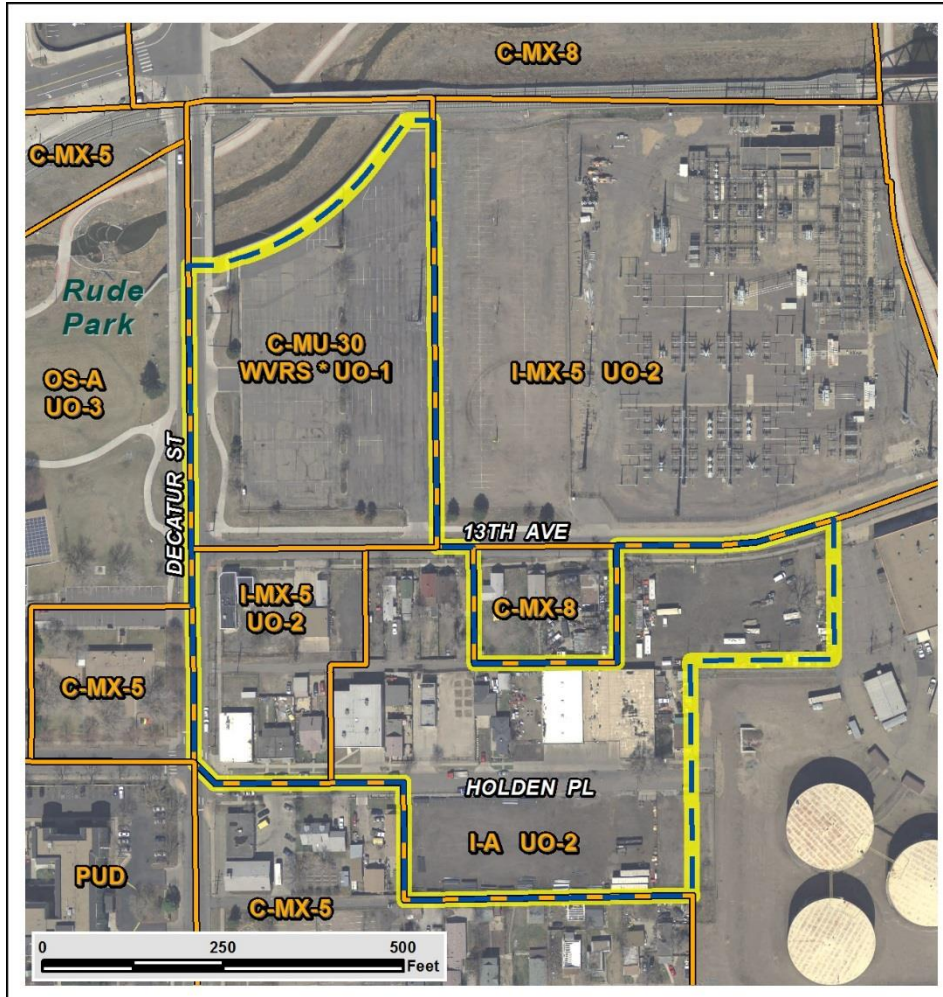 C-MX-8
C-MX-5
Rude
Park
C-MU-30
WVRS * UO-1
I-MX-5 UO-2
OS-A
UO-3
DECATUR ST
13TH AVE
I-MX-5
UO-2
C-MX-8
C-MX-5
HOLDEN PL
I-A UO-2
PUD
C-MX-5
0 250 500
Feet